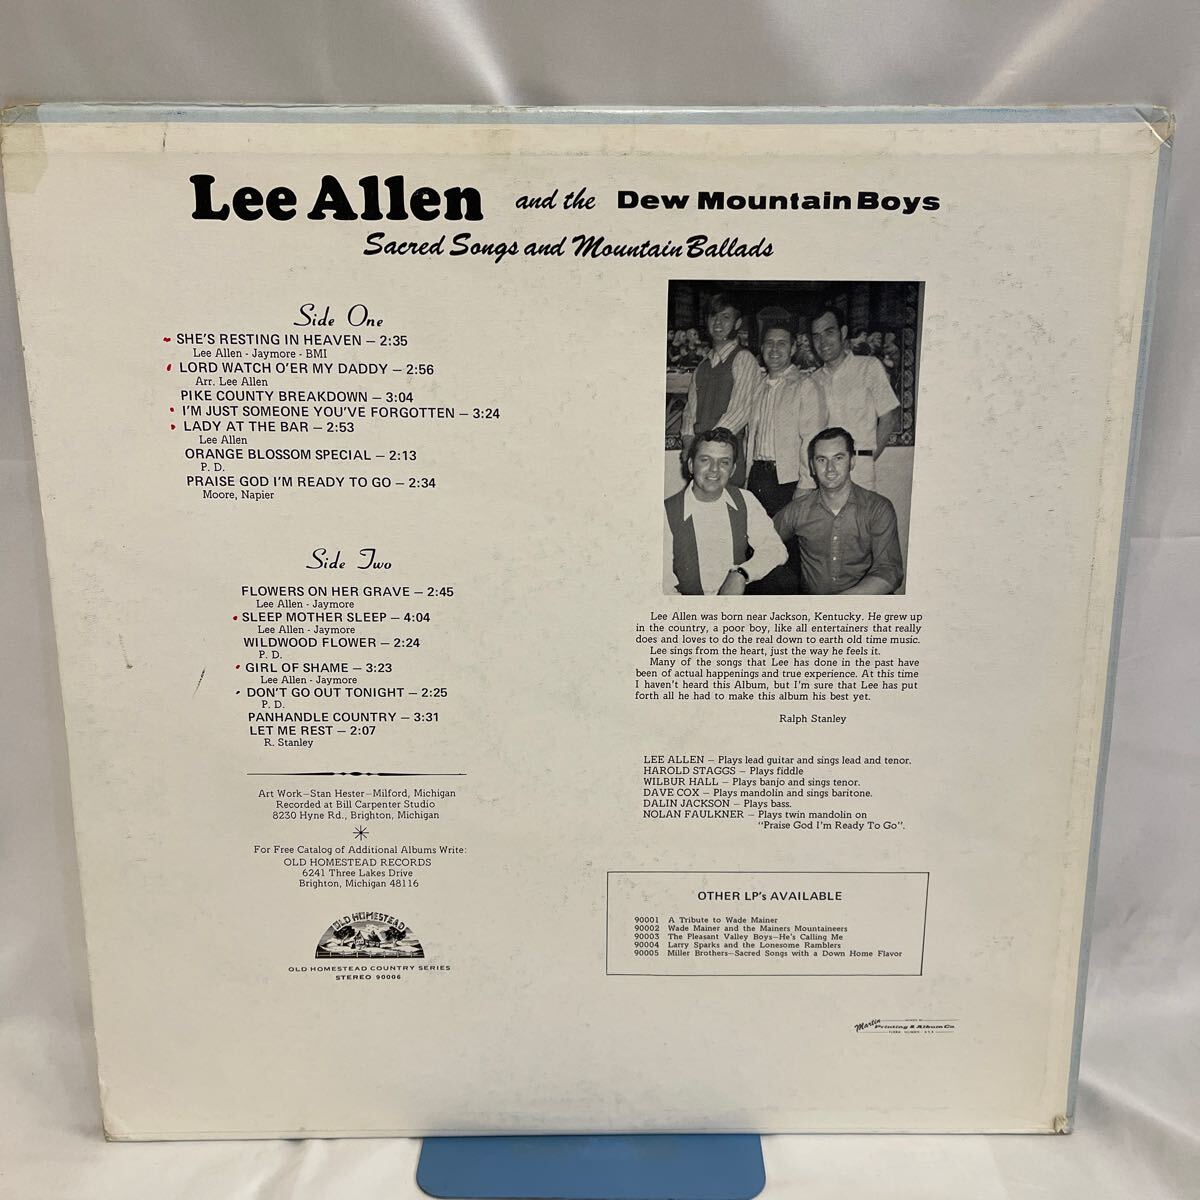 Lee Allen and the Dew Mountain Boys
Sacred Songs and Mountain Ballads
Side One
SHE'S RESTING IN HEAVEN — 2:35
Lee Allen - Jaymore - BMI
LORD WATCH O'ER MY DADDY — 2:56
Arr. Lee Allen
PIKE COUNTY BREAKDOWN — 3:04
I'M JUST SOMEONE YOU'VE FORGOTTEN — 3:24
LADY AT THE BAR — 2:53
Lee Allen
ORANGE BLOSSOM SPECIAL — 2:13
P. D.
PRAISE GOD I'M READY TO GO — 2:34
Moore, Napier
Side Two
FLOWERS ON HER GRAVE — 2:45
Lee Allen - Jaymore
SLEEP MOTHER SLEEP — 4:04
Lee Allen - Jaymore
WILDWOOD FLOWER — 2:24
P. D.
GIRL OF SHAME — 3:23
Lee Allen - Jaymore
DON'T GO OUT TONIGHT — 2:25
P. D.
PANHANDLE COUNTRY — 3:31
LET ME REST — 2:07
R. Stanley
Art Work—Stan Hester—Milford, Michigan
Recorded at Bill Carpenter Studio
8230 Hyne Rd., Brighton, Michigan
For Free Catalog of Additional Albums Write:
OLD HOMESTEAD RECORDS
6241 Three Lakes Drive
Brighton, Michigan 48116
OLD HOMESTEAD
OLD HOMESTEAD COUNTRY SERIES
STEREO 90006
Lee Allen was born near Jackson, Kentucky. He grew up
in the country, a poor boy, like all entertainers that really
does and loves to do the real down to earth old time music.
Lee sings from the heart, just the way he feels it.
Many of the songs that Lee has done in the past have
been of actual happenings and true experience. At this time
I haven't heard this Album, but I'm sure that Lee has put
forth all he had to make this album his best yet.
Ralph Stanley
LEE ALLEN — Plays lead guitar and sings lead and tenor.
HAROLD STAGGS — Plays fiddle
WILBUR HALL — Plays banjo and sings tenor.
DAVE COX — Plays mandolin and sings baritone.
DALIN JACKSON — Plays bass.
NOLAN FAULKNER — Plays twin mandolin on
"Praise God I'm Ready To Go".
OTHER LP's AVAILABLE
90001 A Tribute to Wade Mainer
90002 Wade Mainer and the Mainers Mountaineers
90003 The Pleasant Valley Boys—He's Calling Me
90004 Larry Sparks and the Lonesome Ramblers
90005 Miller Brothers—Sacred Songs with a Down Home Flavor
Martin Printing & Album Co.